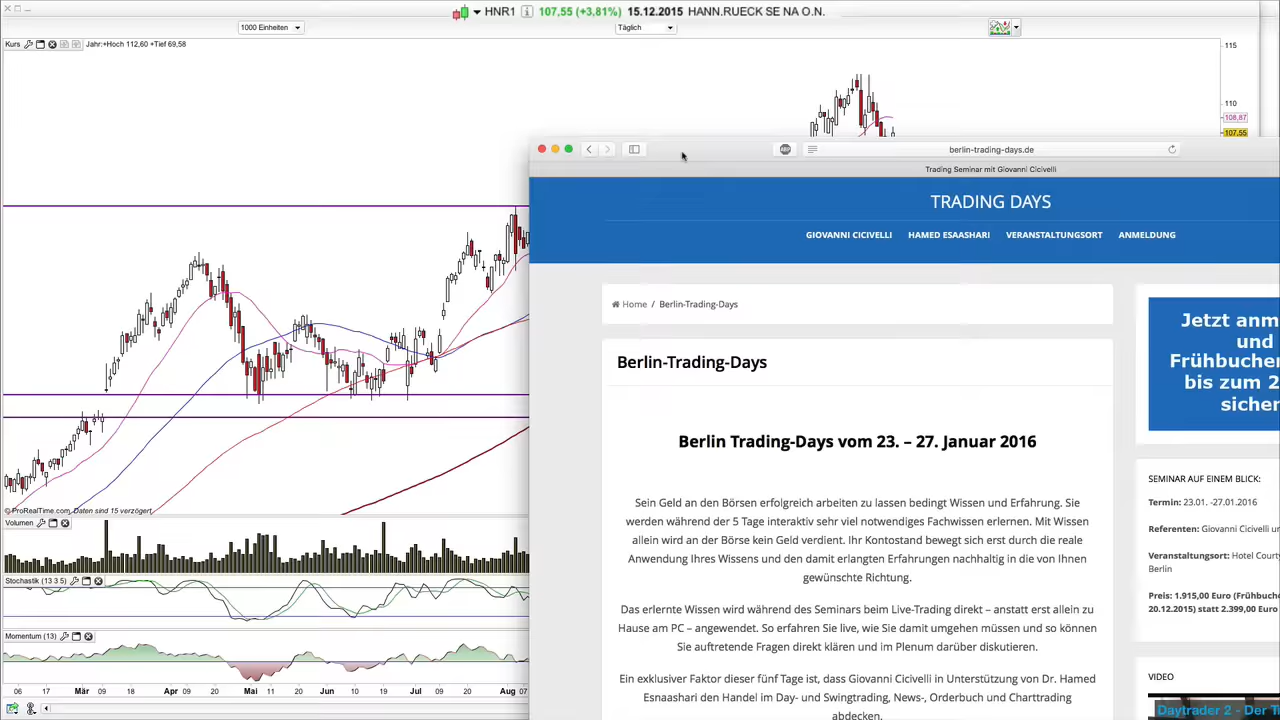 HNR1 107,55 (+3,81%) 15.12.2015 HANN.RUECK SE NA O.N.
1000 Einheiten
Täglich
Kurs
Jahr:+Hoch 112,60 +Tief 69,58
115
110
108,87
107,55
berlin-trading-days.de
Trading Seminar mit Giovanni Cicivelli
TRADING DAYS
GIOVANNI CICIVELLI HAMED ESAASHARI VERANSTALTUNGSORT ANMELDUNG
Home / Berlin-Trading-Days
Berlin-Trading-Days
Berlin Trading-Days vom 23. – 27. Januar 2016
Sein Geld an den Börsen erfolgreich arbeiten zu lassen bedingt Wissen und Erfahrung. Sie
werden während der 5 Tage interaktiv sehr viel notwendiges Fachwissen erlernen. Mit Wissen
allein wird an der Börse kein Geld verdient. Ihr Kontostand bewegt sich erst durch die reale
Anwendung Ihres Wissens und den damit erlangten Erfahrungen nachhaltig in die von Ihnen
gewünschte Richtung.
Das erlernte Wissen wird während des Seminars beim Live-Trading direkt – anstatt erst allein zu
Hause am PC – angewendet. So erfahren Sie live, wie Sie damit umgehen müssen und so können
Sie auftretende Fragen direkt klären und im Plenum darüber diskutieren.
Ein exklusiver Faktor dieser fünf Tage ist, dass Giovanni Cicivelli in Unterstützung von Dr. Hamed
Esnaashari den Handel im Day- und Swingtrading, News-, Orderbuch und Charttrading
abdecken.
Jetzt anm
und
Frühbucher
bis zum 2
sicher
SEMINAR AUF EINEM BLICK:
Termin: 23.01. -27.01.2016
Referenten: Giovanni Cicivelli un
Veranstaltungsort: Hotel Courty
Berlin
Preis: 1.915,00 Euro (Frühbuche
20.12.2015) statt 2.399,00 Euro
VIDEO
Daytrader 2 - Der T
© ProRealTime.com, Daten sind 15 verzögert
Volumen
Stochastik (13 3 5)
Momentum (13)
06 17 Mär 09 18 Apr 09 20 Mai 11 20 Jun 10 19 Jul 09 20 Aug 07